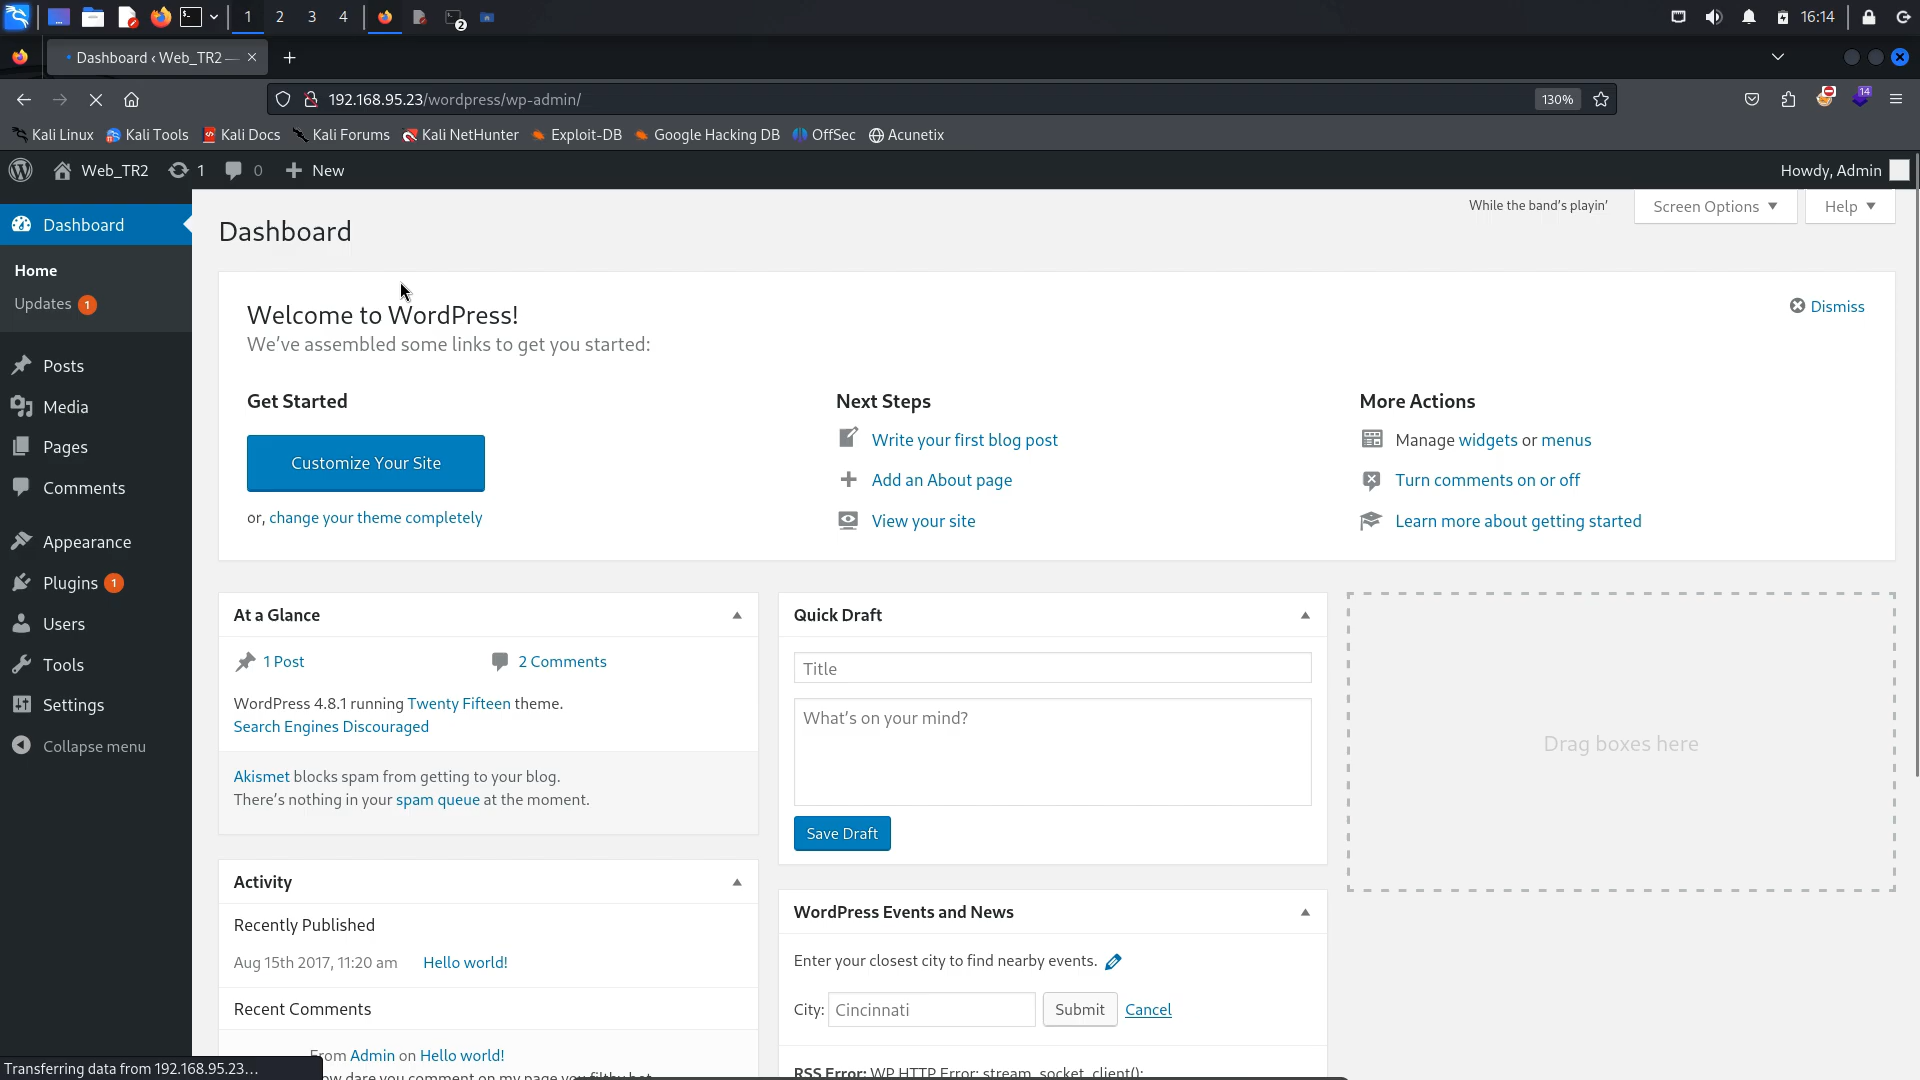 1 2 3 4 2 16:14
Dashboard ‹ Web_TR2 —
192.168.95.23/wordpress/wp-admin/ 130% 14
Kali Linux Kali Tools Kali Docs Kali Forums Kali NetHunter Exploit-DB Google Hacking DB OffSec Acunetix
Web_TR2 1 0 New Howdy, Admin
Dashboard
Home
Updates 1
Posts
Media
Pages
Comments
Appearance
Plugins 1
Users
Tools
Settings
Collapse menu
While the band's playin' Screen Options Help
Dashboard
Welcome to WordPress!
Dismiss
We've assembled some links to get you started:
Get Started
Customize Your Site
or, change your theme completely
Next Steps
Write your first blog post
Add an About page
View your site
More Actions
Manage widgets or menus
Turn comments on or off
Learn more about getting started
At a Glance
1 Post 2 Comments
WordPress 4.8.1 running Twenty Fifteen theme.
Search Engines Discouraged
Akismet blocks spam from getting to your blog.
There's nothing in your spam queue at the moment.
Activity
Recently Published
Aug 15th 2017, 11:20 am Hello world!
Recent Comments
From Admin on Hello world!
dare you comment on my page you filthy bot
Quick Draft
Title
What's on your mind?
Save Draft
WordPress Events and News
Enter your closest city to find nearby events.
City: Cincinnati Submit Cancel
RSS Error: WP HTTP Error: stream_socket_client():
Drag boxes here
Transferring data from 192.168.95.23...